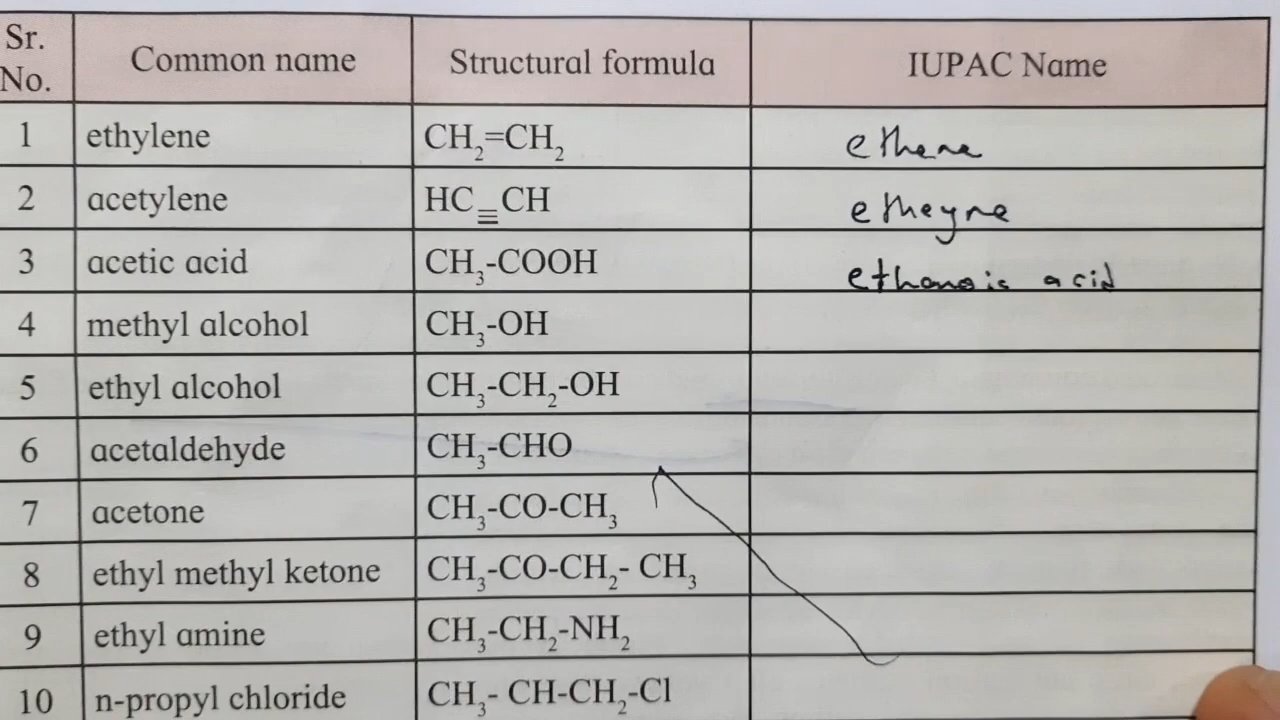 Sr. No. Common name Structural formula IUPAC Name
1 ethylene CH₂=CH₂ ethene
2 acetylene HC≡CH etheyne
3 acetic acid CH₃-COOH ethanoic acid
4 methyl alcohol CH₃-OH
5 ethyl alcohol CH₃-CH₂-OH
6 acetaldehyde CH₃-CHO
7 acetone CH₃-CO-CH₃
8 ethyl methyl ketone CH₃-CO-CH₂- CH₃
9 ethyl amine CH₃-CH₂-NH₂
10 n-propyl chloride CH₃- CH-CH₂-Cl